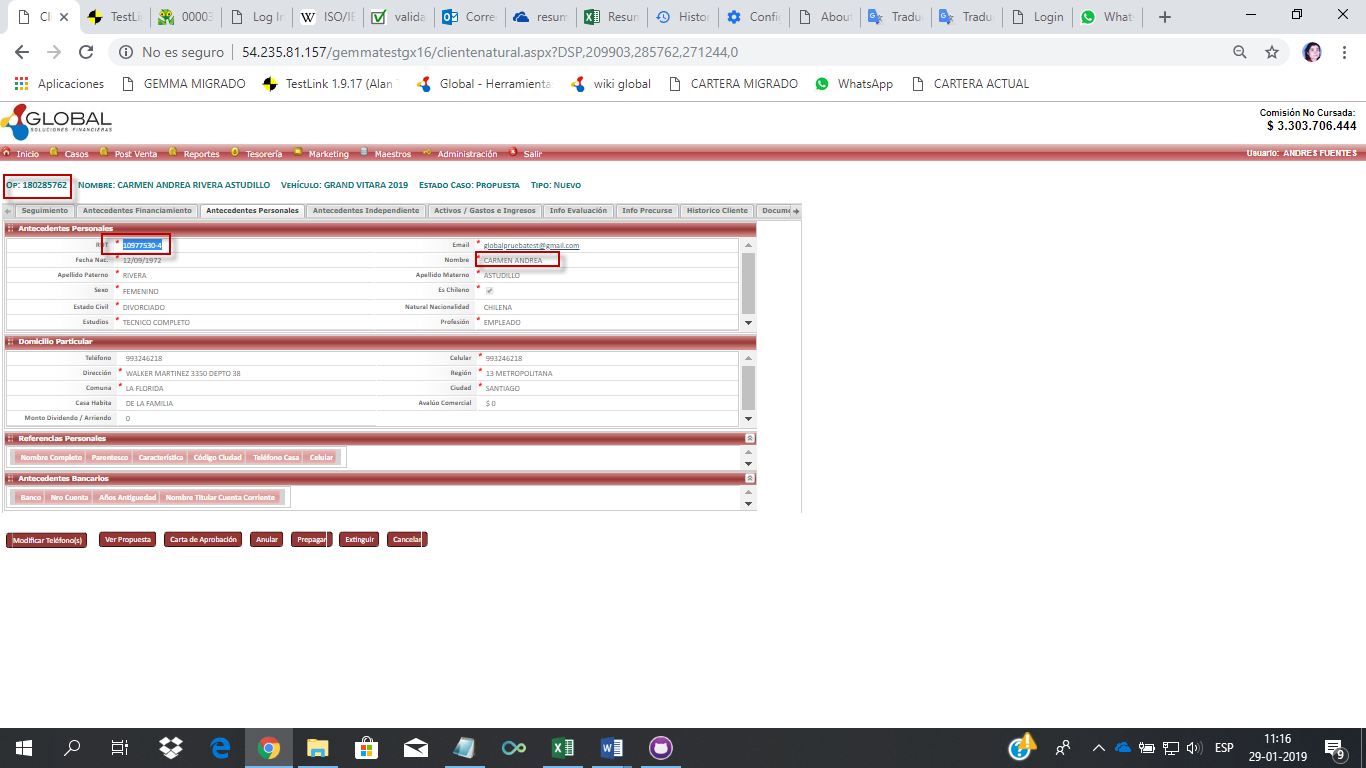 Cli
TestLin
00003
Log In
ISO/IE
valida
Corre
resum
Resun
Histor
Config
About
Tradu
Tradu
Login
What
No es seguro | 54.235.81.157/gemmatestgx16/clientenatural.aspx?DSP,209903,285762,271244,0
Aplicaciones GEMMA MIGRADO TestLink 1.9.17 (Alan Global - Herramienta wiki global CARTERA MIGRADO WhatsApp CARTERA ACTUAL
GLOBAL
SOLUCIONES FINANCIERAS
Comisión No Cursada:
$ 3.303.706.444
Inicio Casos Post Venta Reportes Tesorería Marketing Maestros Administración Salir Usuario: ANDRES FUENTES
Op: 180285762 Nombre: CARMEN ANDREA RIVERA ASTUDILLO Vehículo: GRAND VITARA 2019 Estado Caso: Propuesta Tipo: Nuevo
Seguimiento Antecedentes Financiamiento Antecedentes Personales Antecedentes Independiente Activos / Gastos e Ingresos Info Evaluación Info Precurse Historico Cliente Docume
Antecedentes Personales
RUT * 10977530-4 Email * globalpruebatest@gmail.com
Fecha Nac. * 12/09/1972 Nombre * CARMEN ANDREA
Apellido Paterno * RIVERA Apellido Materno * ASTUDILLO
Sexo * FEMENINO Es Chileno *
Estado Civil * DIVORCIADO Natural Nacionalidad CHILENA
Estudios * TECNICO COMPLETO Profesión * EMPLEADO
Domicilio Particular
Teléfono 993246218 Celular * 993246218
Dirección * WALKER MARTINEZ 3350 DEPTO 38 Región * 13 METROPOLITANA
Comuna * LA FLORIDA Ciudad * SANTIAGO
Casa Habita DE LA FAMILIA Avalúo Comercial $ 0
Monto Dividendo / Arriendo 0
Referencias Personales
Nombre Completo Parentesco Característica Código Ciudad Teléfono Casa Celular
Antecedentes Bancarios
Banco Nro Cuenta Años Antiguedad Nombre Titular Cuenta Corriente
Modificar Teléfono(s) Ver Propuesta Carta de Aprobación Anular Prepagar Extinguir Cancelar
ESP
11:16
29-01-2019
9